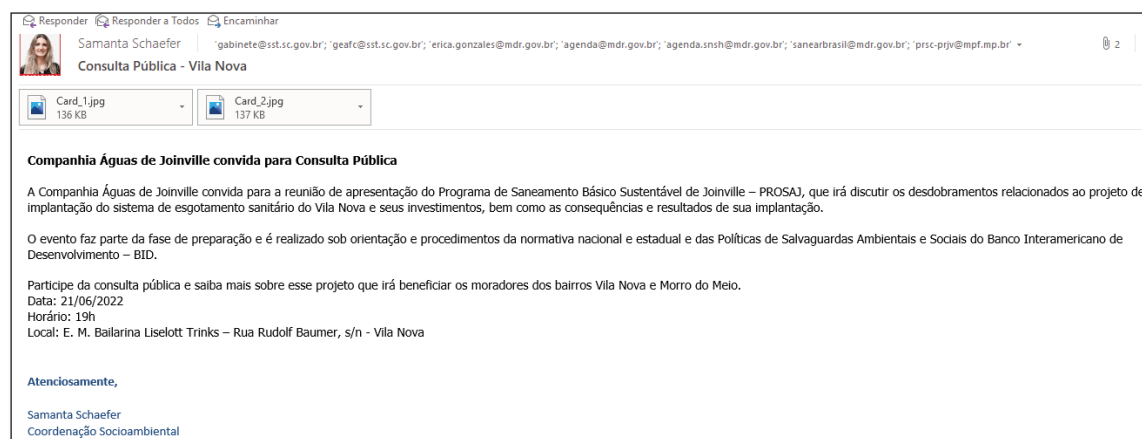 Responder Responder a Todos Encaminhar
Samanta Schaefer 'gabinete@sst.sc.gov.br'; 'geafc@sst.sc.gov.br'; 'erica.gonzales@mdr.gov.br'; 'agenda@mdr.gov.br'; 'agenda.snsh@mdr.gov.br'; 'sanearbrasil@mdr.gov.br'; 'prsc-prjv@mpf.mp.br' 2
Consulta Pública - Vila Nova
Card_1.jpg Card_2.jpg
136 KB 137 KB
Companhia Águas de Joinville convida para Consulta Pública
A Companhia Águas de Joinville convida para a reunião de apresentação do Programa de Saneamento Básico Sustentável de Joinville – PROSAJ, que irá discutir os desdobramentos relacionados ao projeto de
implantação do sistema de esgotamento sanitário do Vila Nova e seus investimentos, bem como as consequências e resultados de sua implantação.
O evento faz parte da fase de preparação e é realizado sob orientação e procedimentos da normativa nacional e estadual e das Políticas de Salvaguardas Ambientais e Sociais do Banco Interamericano de
Desenvolvimento – BID.
Participe da consulta pública e saiba mais sobre esse projeto que irá beneficiar os moradores dos bairros Vila Nova e Morro do Meio.
Data: 21/06/2022
Horário: 19h
Local: E. M. Bailarina Liselott Trinks – Rua Rudolf Baumer, s/n - Vila Nova
Atenciosamente,
Samanta Schaefer
Coordenação Socioambiental